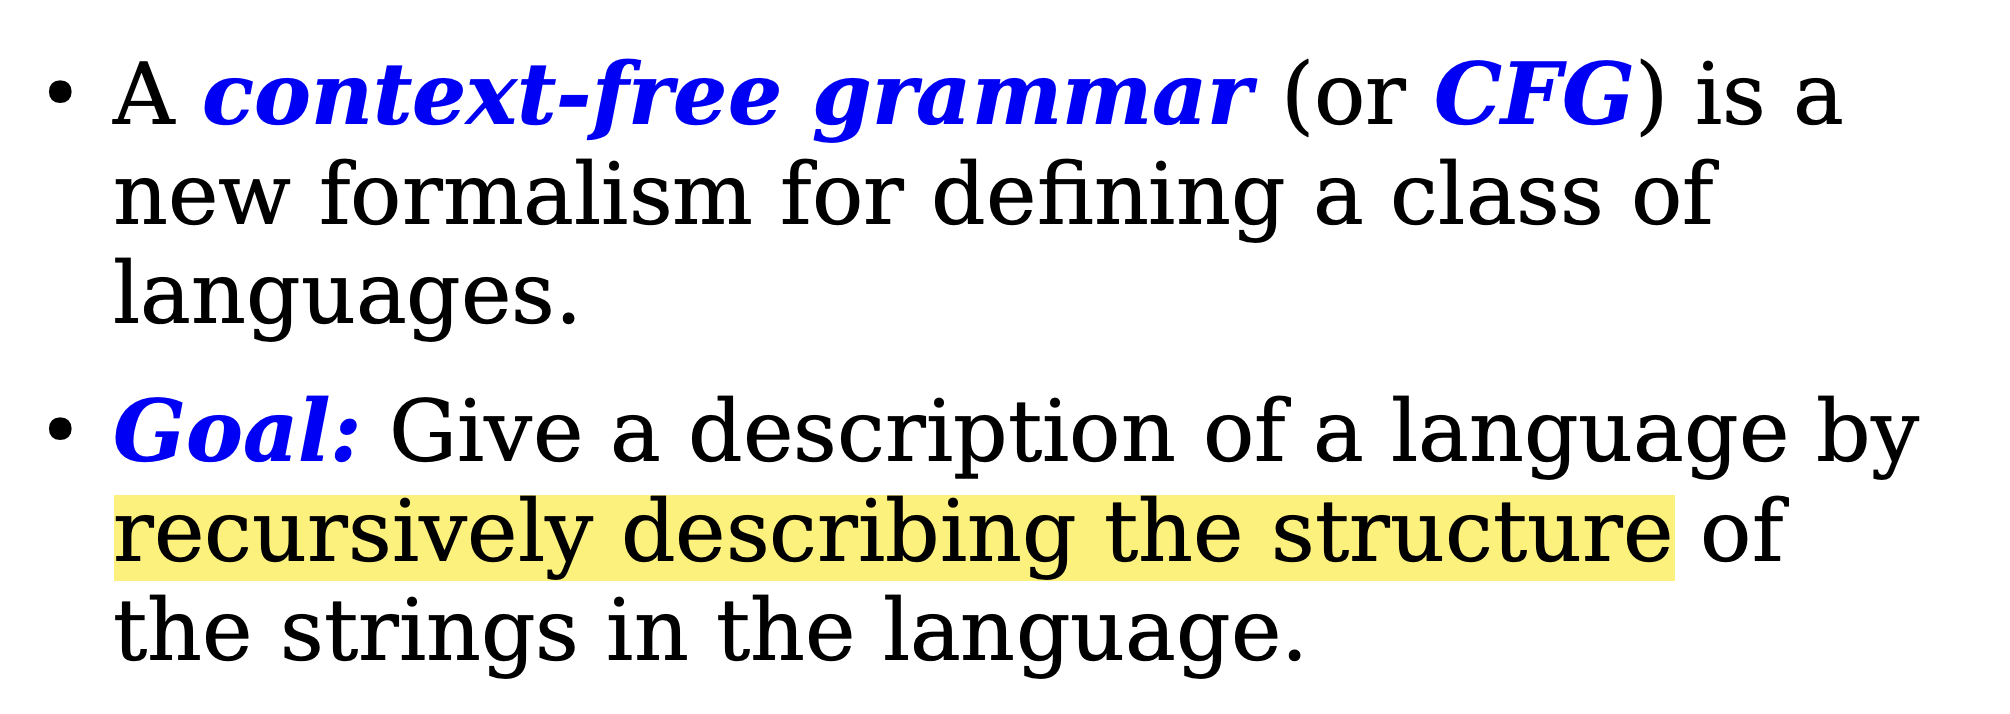 • A context-free grammar (or CFG) is a
new formalism for defining a class of
languages.
• Goal: Give a description of a language by
recursively describing the structure of
the strings in the language.